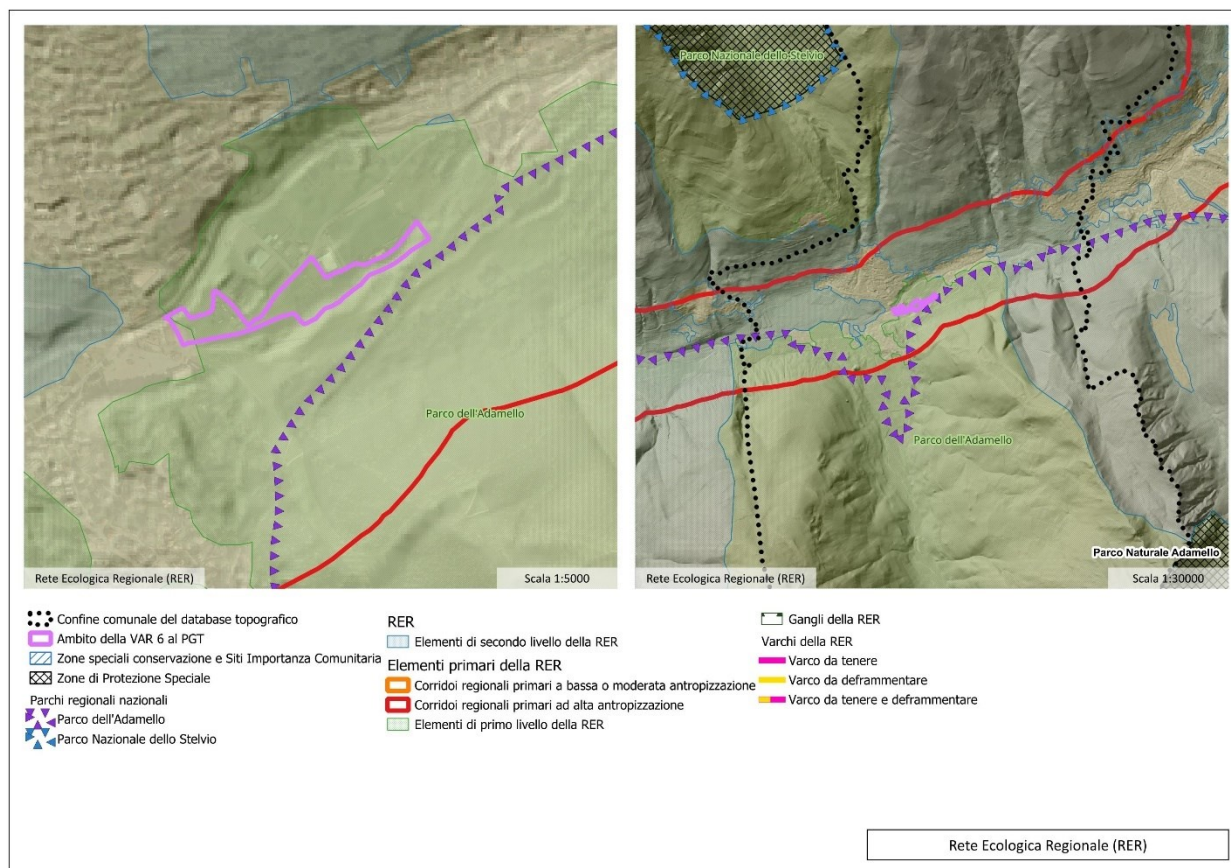 Parco dell'Adamello
Rete Ecologica Regionale (RER)
Scala 1:5000
Parco Nazionale dello Stelvio
Parco dell'Adamello
Parco Naturale Adamello
Rete Ecologica Regionale (RER)
Scala 1:30000
Confine comunale del database topografico
Ambito della VAR 6 al PGT
Zone speciali conservazione e Siti Importanza Comunitaria
Zone di Protezione Speciale
Parchi regionali nazionali
Parco dell'Adamello
Parco Nazionale dello Stelvio
RER
Elementi di secondo livello della RER
Elementi primari della RER
Corridoi regionali primari a bassa o moderata antropizzazione
Corridoi regionali primari ad alta antropizzazione
Elementi di primo livello della RER
Gangli della RER
Varchi della RER
Varco da tenere
Varco da deframmentare
Varco da tenere e deframmentare
Rete Ecologica Regionale (RER)